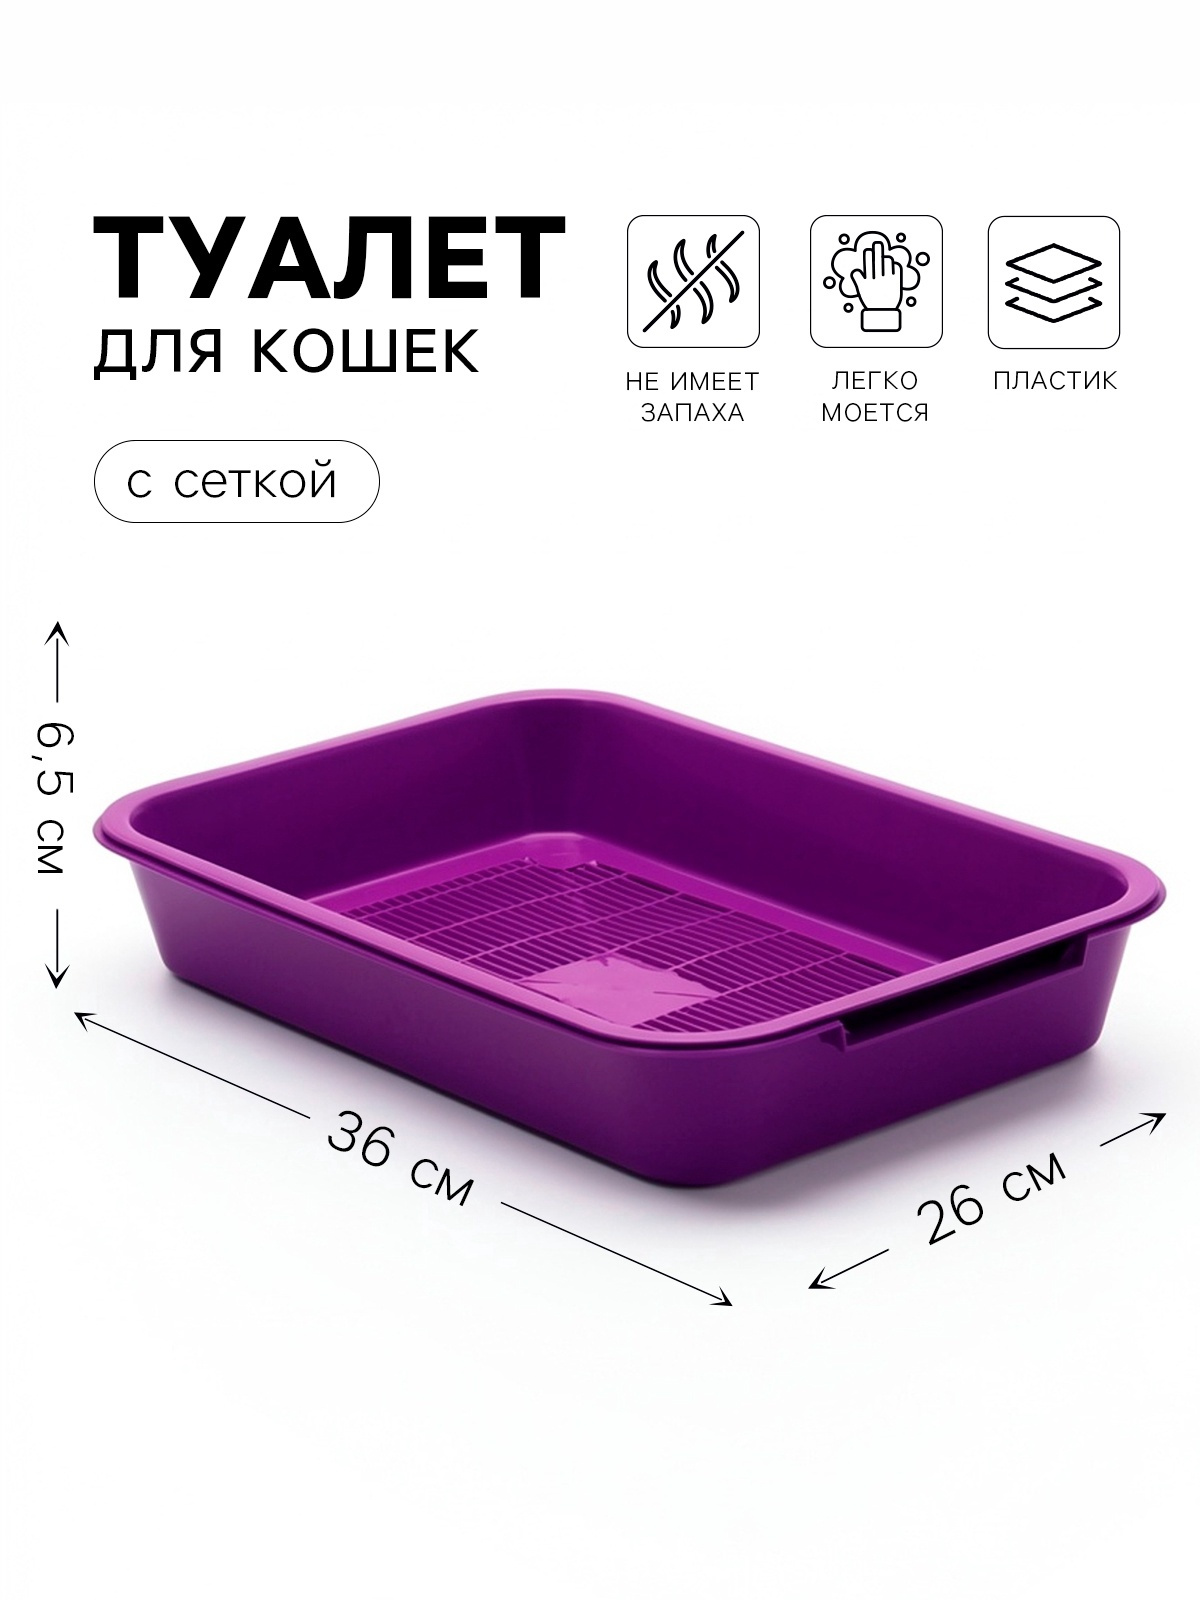 ТУАЛЕТ
ДЛЯ КОШЕК
с сеткой
НЕ ИМЕЕТ
ЗАПАХА
ЛЕГКО
МОЕТСЯ
ПЛАСТИК
6,5 см
36 см
26 см